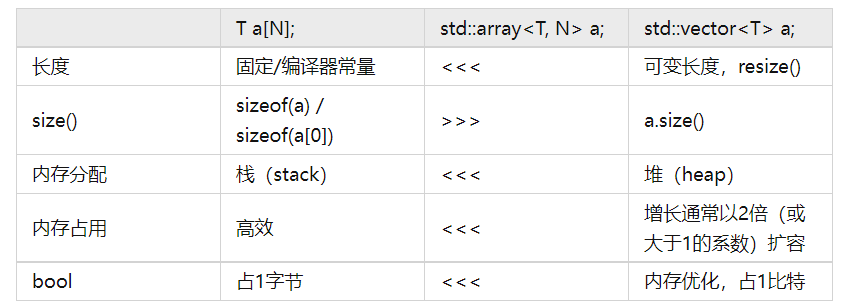 T a[N]; std::array<T, N> a; std::vector<T> a;
长度 固定/编译器常量 <<< 可变长度，resize()
size() sizeof(a) / sizeof(a[0]) >>> a.size()
内存分配 栈（stack） <<< 堆（heap）
内存占用 高效 <<< 增长通常以2倍（或大于1的系数）扩容
bool 占1字节 <<< 内存优化，占1比特